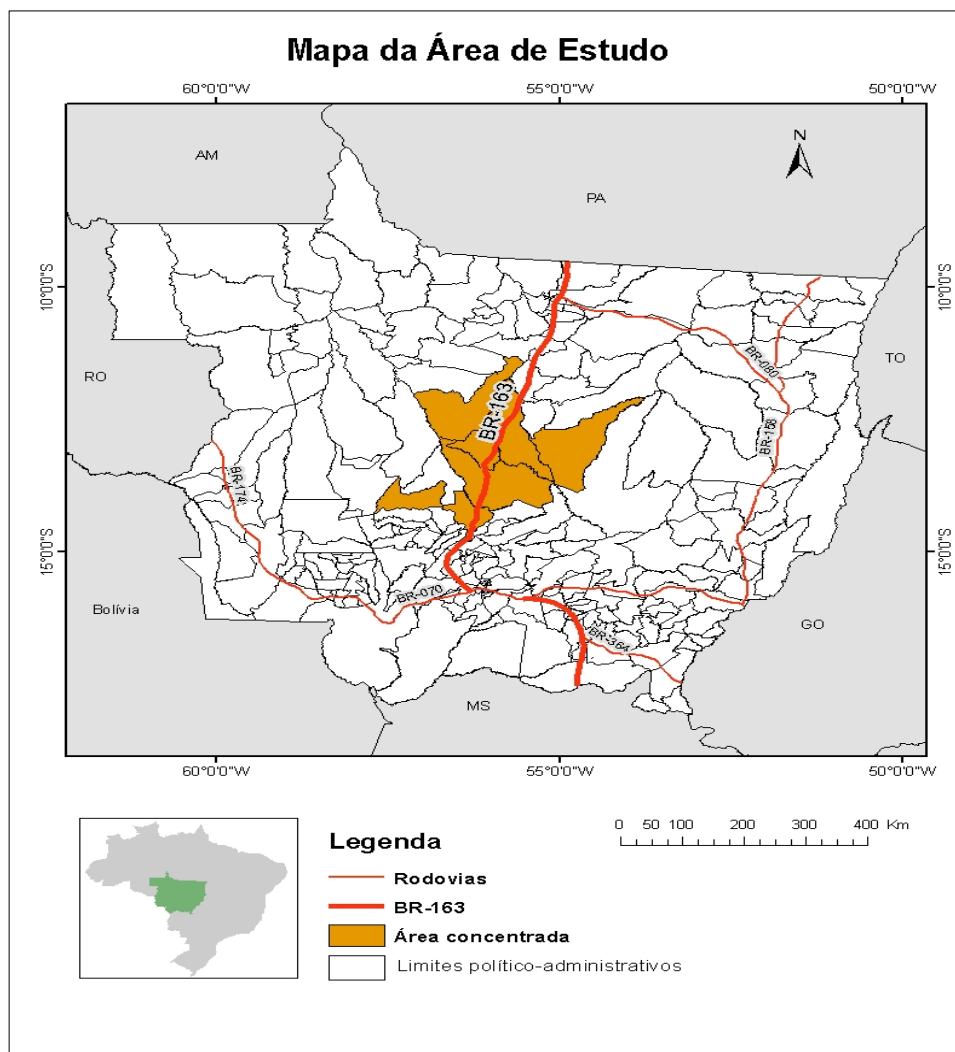 Mapa da Área de Estudo
60°0'0"W
55°0'0"W
50°0'0"W
AM
N
PA
10°0'0"S
10°0'0"S
RO
TO
BR-080
BR-163
BR-158
BR-174
15°0'0"S
15°0'0"S
Bolívia
BR-070
BR-364
GO
MS
60°0'0"W
55°0'0"W
50°0'0"W
Legenda
0 50 100 200 300 400 Km
Rodovias
BR-163
Área concentrada
Limites político-administrativos